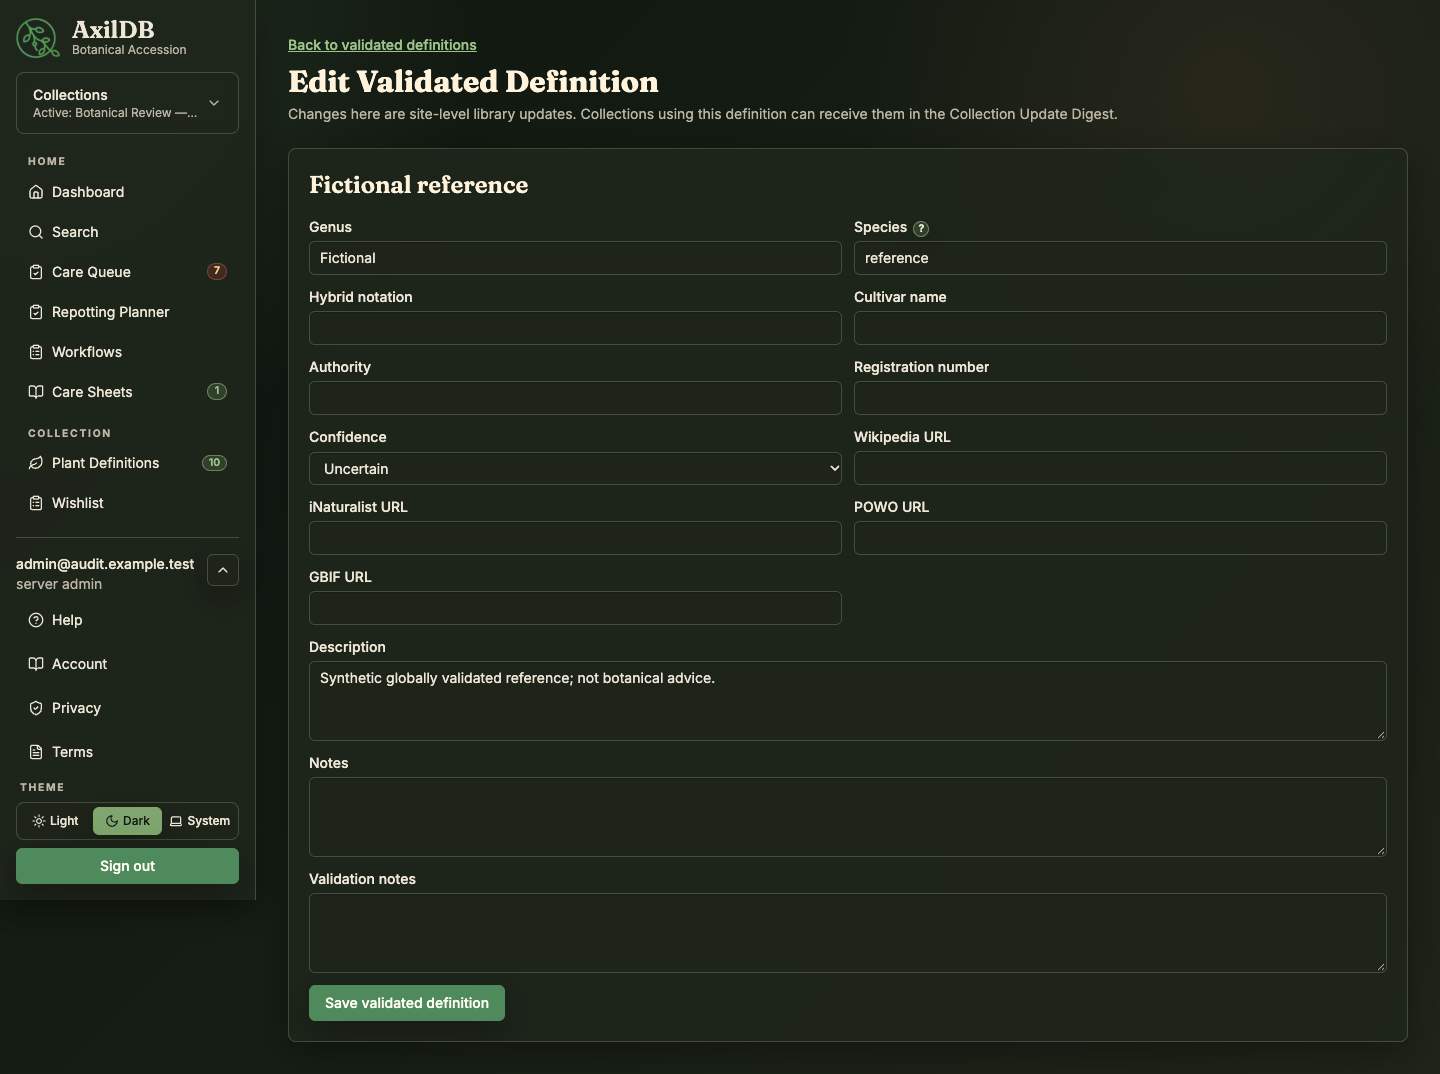 AxilDB
Botanical Accession
Collections
Active: Botanical Review —...
HOME
Dashboard
Search
Care Queue 7
Repotting Planner
Workflows
Care Sheets 1
COLLECTION
Plant Definitions 10
Wishlist
admin@audit.example.test
server admin
Help
Account
Privacy
Terms
THEME
Light Dark System
Sign out
Back to validated definitions
Edit Validated Definition
Changes here are site-level library updates. Collections using this definition can receive them in the Collection Update Digest.
Fictional reference
Genus
Fictional
Species ?
reference
Hybrid notation
Cultivar name
Authority
Registration number
Confidence
Uncertain
Wikipedia URL
iNaturalist URL
POWO URL
GBIF URL
Description
Synthetic globally validated reference; not botanical advice.
Notes
Validation notes
Save validated definition